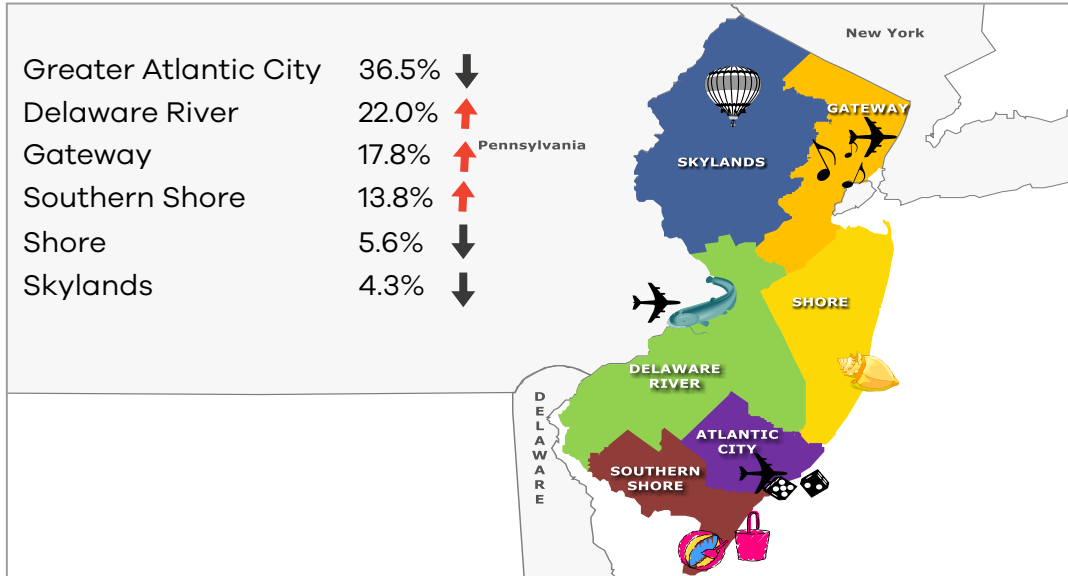 Greater Atlantic City 36.5%
Delaware River 22.0%
Gateway 17.8%
Southern Shore 13.8%
Shore 5.6%
Skylands 4.3%
New York
Pennsylvania
GATEWAY
SKYLANDS
SHORE
DELAWARE
RIVER
DELAWARE
ATLANTIC
CITY
SOUTHERN
SHORE